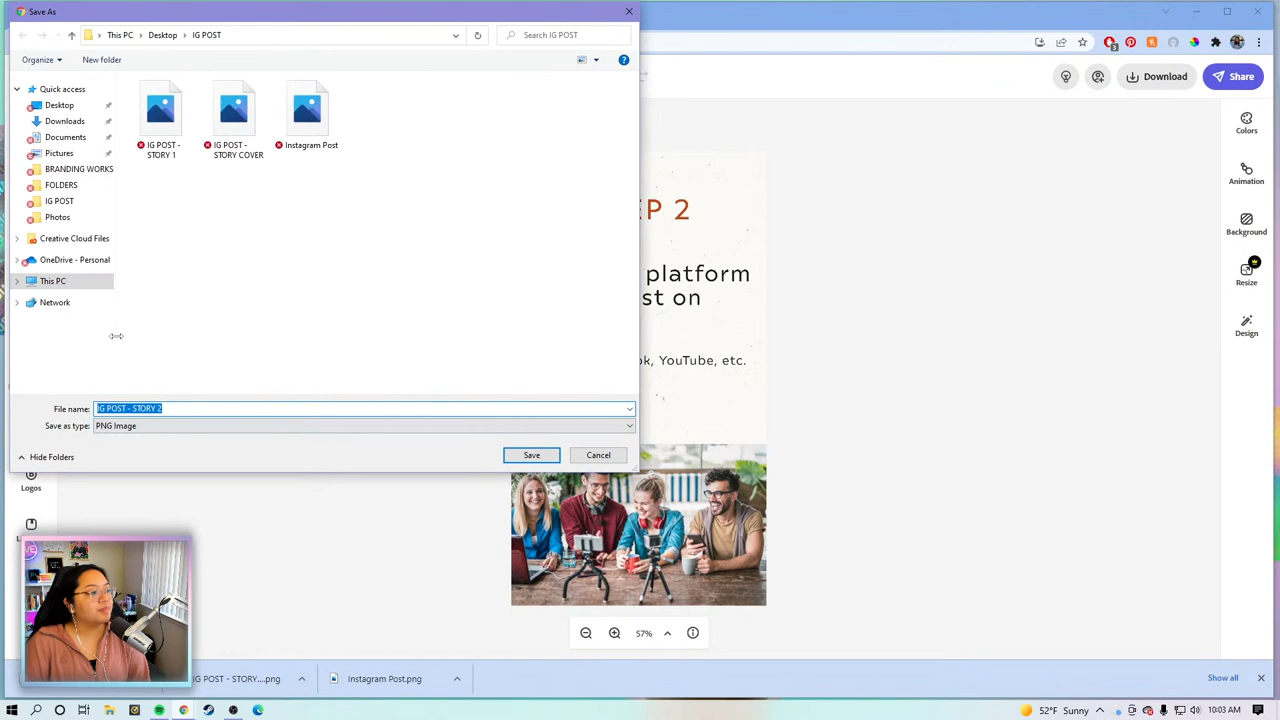 Save As
This PC > Desktop > IG POST
Search IG POST
Organize
New folder
Download
Share
Quick access
Desktop
Downloads
Documents
Pictures
BRANDING WORKS
FOLDERS
IG POST
Photos
Creative Cloud Files
OneDrive - Personal
This PC
Network
IG POST -
STORY 1
IG POST -
STORY COVER
Instagram Post
3
EP 2
platform
st on
ok, YouTube, etc.
Colors
Animation
Background
Resize
Design
File name: IG POST - STORY 2
Save as type: PNG Image
Hide Folders
Save
Cancel
Logos
57%
IG POST - STORY....png
Instagram Post.png
Show all
52°F Sunny
10:03 AM